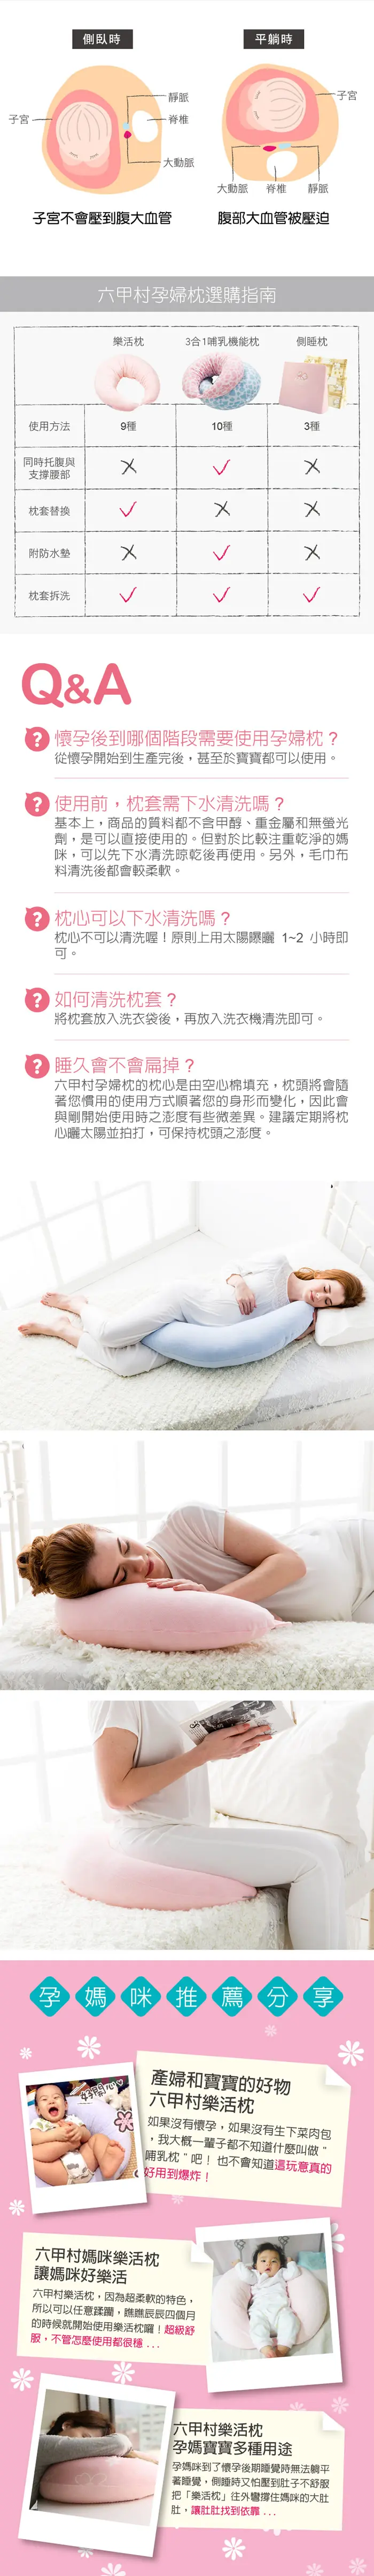 側臥時
平躺時
子宮
靜脈
脊椎
大動脈
子宮
大動脈
脊椎
靜脈
子宮不會壓到腹大血管
腹部大血管被壓迫
六甲村孕婦枕選購指南
樂活枕
3合1哺乳機能枕
側睡枕
使用方法
9種
10種
3種
同時托腹與
支撐腰部
枕套替換
附防水墊
枕套拆洗
Q&A
懷孕後到哪個階段需要使用孕婦枕？
從懷孕開始到生產完後，甚至於寶寶都可以使用。
使用前，枕套需下水清洗嗎？
基本上，商品的質料都不含甲醇、重金屬和無螢光
劑，是可以直接使用的。但對於比較注重乾淨的媽
咪，可以先下水清洗晾乾後再使用。另外，毛巾布
料清洗後都會較柔軟。
枕心可以下水清洗嗎？
枕心不可以清洗喔！原則上用太陽曝曬 1~2 小時即
可。
如何清洗枕套？
將枕套放入洗衣袋後，再放入洗衣機清洗即可。
睡久會不會扁掉？
六甲村孕婦枕的枕心是由空心棉填充，枕頭將會隨
著您慣用的使用方式順著您的身形而變化，因此會
與剛開始使用時之澎度有些微差異。建議定期將枕
心曬太陽並拍打，可保持枕頭之澎度。
孕媽咪推薦分享
產婦和寶寶的好物
六甲村樂活枕
如果沒有懷孕，如果沒有生下菜肉包
，我大概一輩子都不知道什麼叫做"
哺乳枕"吧！也不會知道這玩意真的
好用到爆炸！
六甲村媽咪樂活枕
讓媽咪好樂活
六甲村樂活枕，因為超柔軟的特色，
所以可以任意蹂躪，瞧瞧辰辰四個月
的時候就開始使用樂活枕囉！超級舒
服，不管怎麼使用都很穩...
六甲村樂活枕
孕媽寶寶多種用途
孕媽咪到了懷孕後期睡覺時無法躺平
著睡覺，側睡時又怕壓到肚子不舒服
把「樂活枕」往外彎撐住媽咪的大肚
肚，讓肚肚找到依靠...